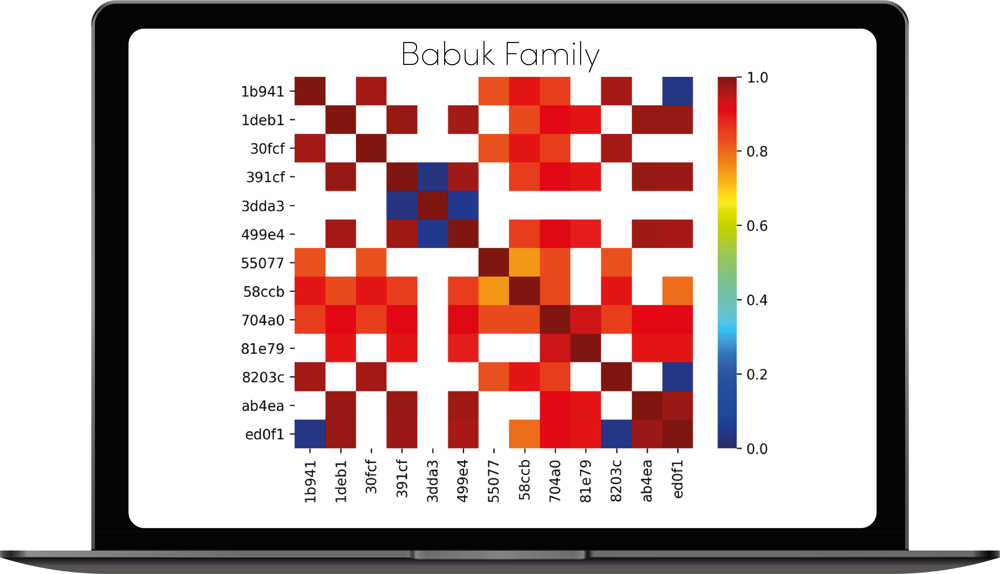 Babuk Family
1b941
1deb1
30fcf
391cf
3dda3
499e4
55077
58ccb
704a0
81e79
8203c
ab4ea
ed0f1
1b941
1deb1
30fcf
391cf
3dda3
499e4
55077
58ccb
704a0
81e79
8203c
ab4ea
ed0f1
1.0
0.8
0.6
0.4
0.2
0.0